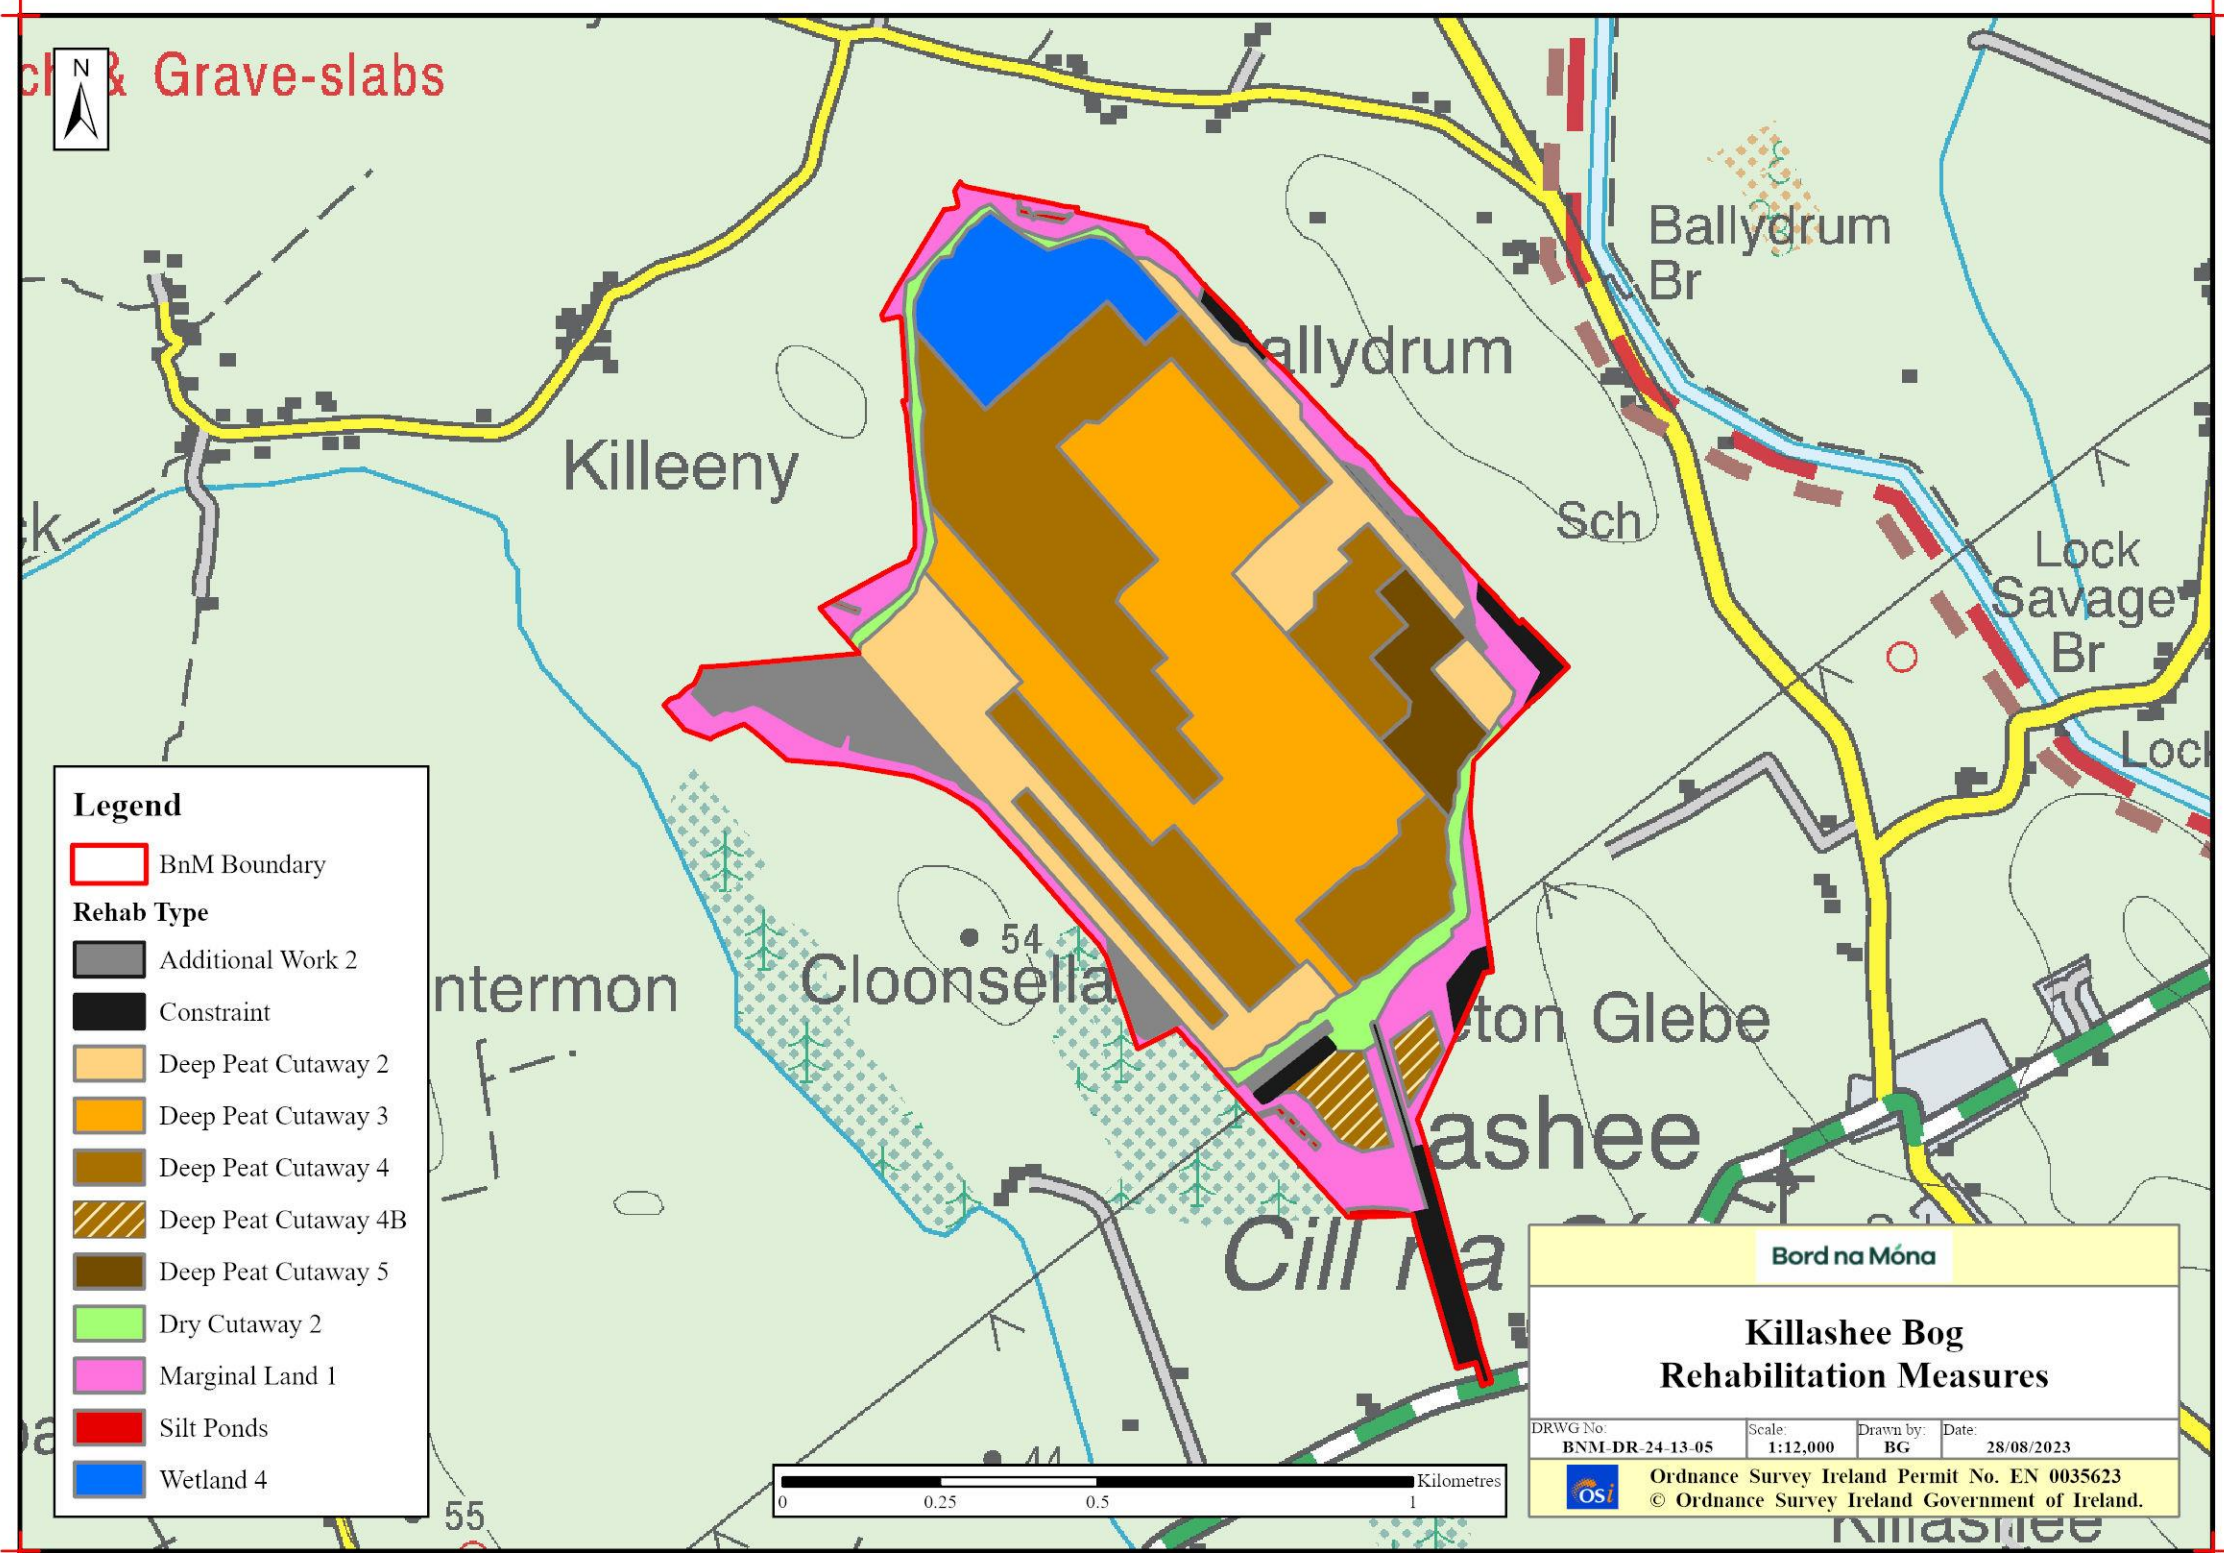 N
& Grave-slabs
Ballydrum
Br
allydrum
Killeeny
Sch
Lock
Savage
Br
Lock
54
Cloonsella
ntermon
ton Glebe
ashee
Cill na
44
55
Killashee
Legend
BnM Boundary
Rehab Type
Additional Work 2
Constraint
Deep Peat Cutaway 2
Deep Peat Cutaway 3
Deep Peat Cutaway 4
Deep Peat Cutaway 4B
Deep Peat Cutaway 5
Dry Cutaway 2
Marginal Land 1
Silt Ponds
Wetland 4
Kilometres
0 0.25 0.5 1
Bord na Móna
Killashee Bog
Rehabilitation Measures
DRWG No: Scale: Drawn by: Date:
BNM-DR-24-13-05 1:12,000 BG 28/08/2023
OSi
Ordnance Survey Ireland Permit No. EN 0035623
© Ordnance Survey Ireland Government of Ireland.